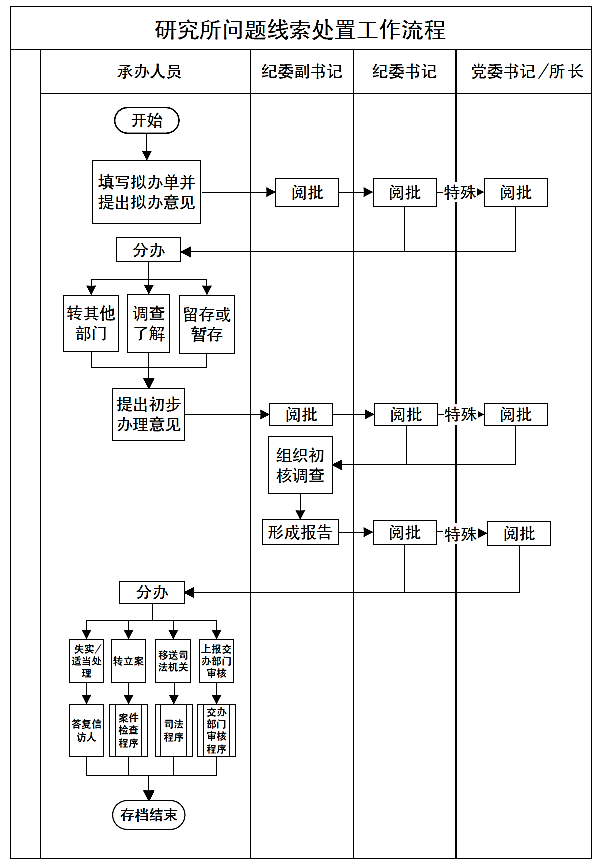 研究所问题线索处置工作流程
承办人员
纪委副书记
纪委书记
党委书记/所长
开始
填写拟办单并
提出拟办意见
阅批
阅批
特殊
阅批
分办
转其他
部门
调查
了解
留存或
暂存
提出初步
办理意见
阅批
阅批
特殊
阅批
组织初
核调查
形成报告
阅批
特殊
阅批
分办
失实/
适当处
理
转立案
移送司
法机关
上报交
办部门
审核
答复信
访人
案件
检查
程序
司法
程序
交办
部门
审核
程序
存档结束